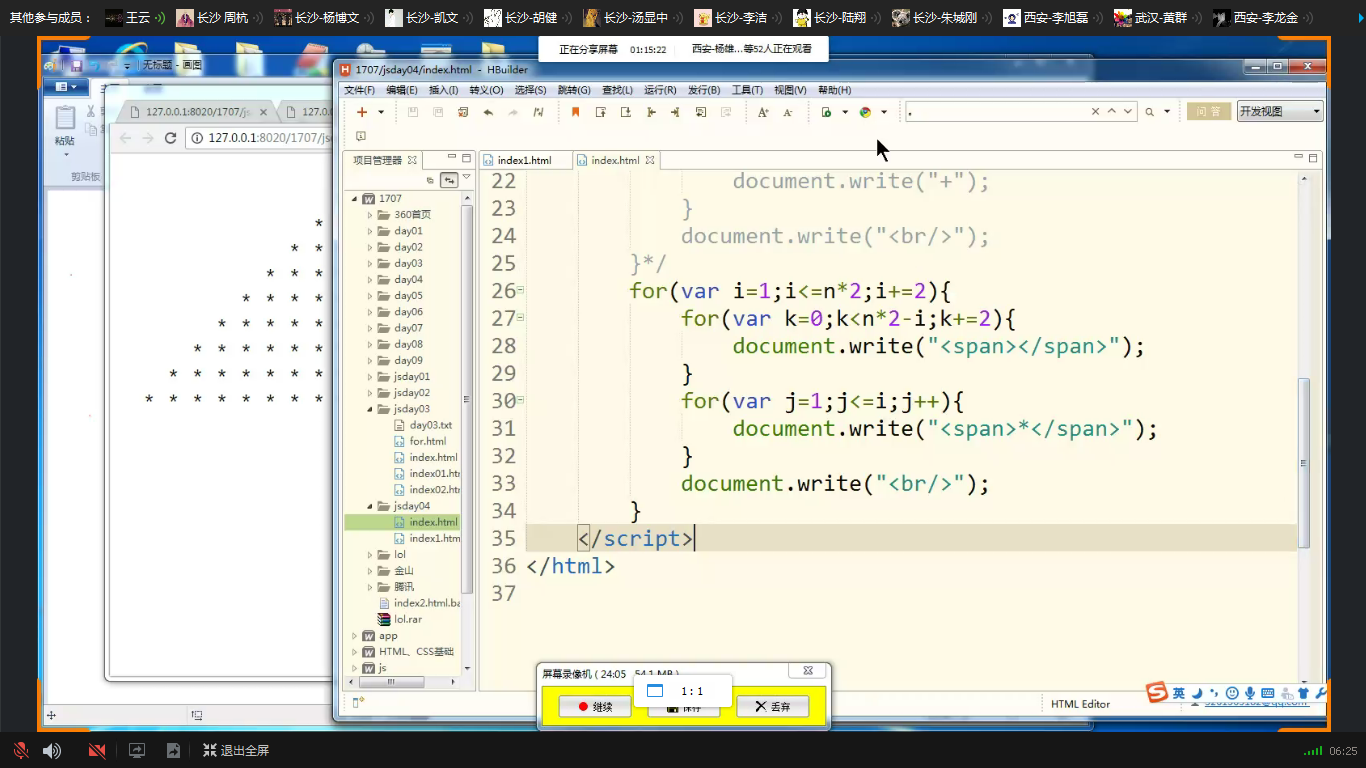 其他参与成员： 王云 长沙 周杭 长沙-杨博文 长沙-凯文 长沙-胡健 长沙-汤显中 长沙-李洁 长沙-陆翔 长沙-朱城刚 西安-李旭磊 武汉-黄群 西安-李龙金
正在分享屏幕 01:15:22 西安-杨雄...等52人正在观看
无标题 - 画图
1707/jsday04/index.html - HBuilder
文件(F) 编辑(E) 插入(I) 转义(O) 选择(S) 跳转(G) 查找(L) 运行(R) 发行(B) 工具(T) 视图(V) 帮助(H)
127.0.0.1:8020/1707/
127.0.
问 答
开发视图
粘贴
剪贴板
127.0.0.1:8020/1707/js
项目管理器
index1.html
index.html
1707
360首页
day01
day02
day03
day04
day05
day06
day07
day08
day09
jsday01
jsday02
jsday03
day03.txt
for.html
index.html
index01.ht
index02.ht
jsday04
index.html
index1.htm
lol
金山
腾讯
index2.html.ba
lol.rar
app
HTML、CSS基础
js
*
* *
* * *
* * * *
* * * * *
* * * * * *
* * * * * * *
* * * * * * * *
22 document.write("+");
23 }
24 document.write("<br/>");
25 }*/
26 for(var i=1;i<=n*2;i+=2){
27 for(var k=0;k<n*2-i;k+=2){
28 document.write("<span></span>");
29 }
30 for(var j=1;j<=i;j++){
31 document.write("<span>*</span>");
32 }
33 document.write("<br/>");
34 }
35 </script>
36 </html>
37
屏幕录像机 ( 24:05 54.1 MB )
1:1
继续
保存
丢弃
HTML Editor
英
退出全屏
06:25